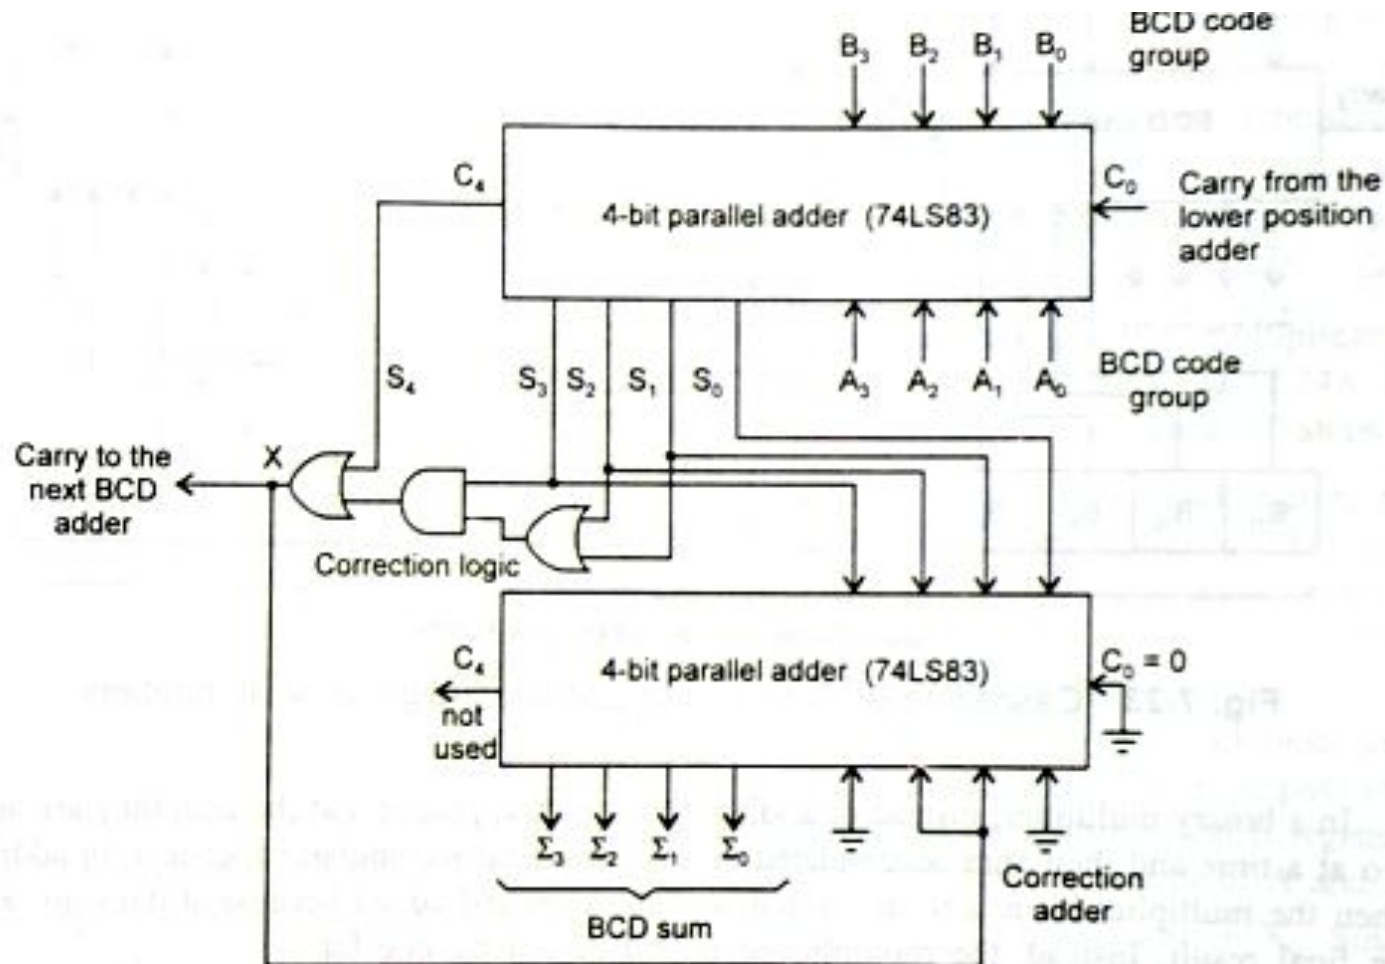 BCD code
group
B₃ B₂ B₁ B₀
C₄
4-bit parallel adder (74LS83)
C₀
Carry from the
lower position
adder
S₄ S₃ S₂ S₁ S₀
A₃ A₂ A₁ A₀
BCD code
group
Carry to the
next BCD
adder
X
Correction logic
C₄
not
used
4-bit parallel adder (74LS83)
C₀ = 0
Σ₃ Σ₂ Σ₁ Σ₀
BCD sum
Correction
adder